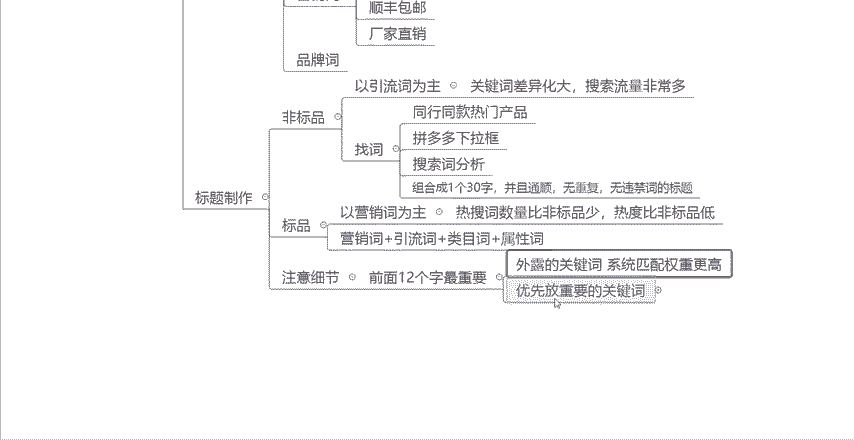 顺丰包邮
厂家直销
品牌词
以引流词为主 关键词差异化大，搜索流量非常多
非标品
同行同款热门产品
拼多多下拉框
找词
搜索词分析
组合成1个30字，并且通顺，无重复，无违禁词的标题
标题制作
以营销词为主 热搜词数量比非标品少，热度比非标品低
标品
营销词+引流词+类目词+属性词
外露的关键词 系统匹配权重更高
注意细节 前面12个字最重要
优先放重要的关键词